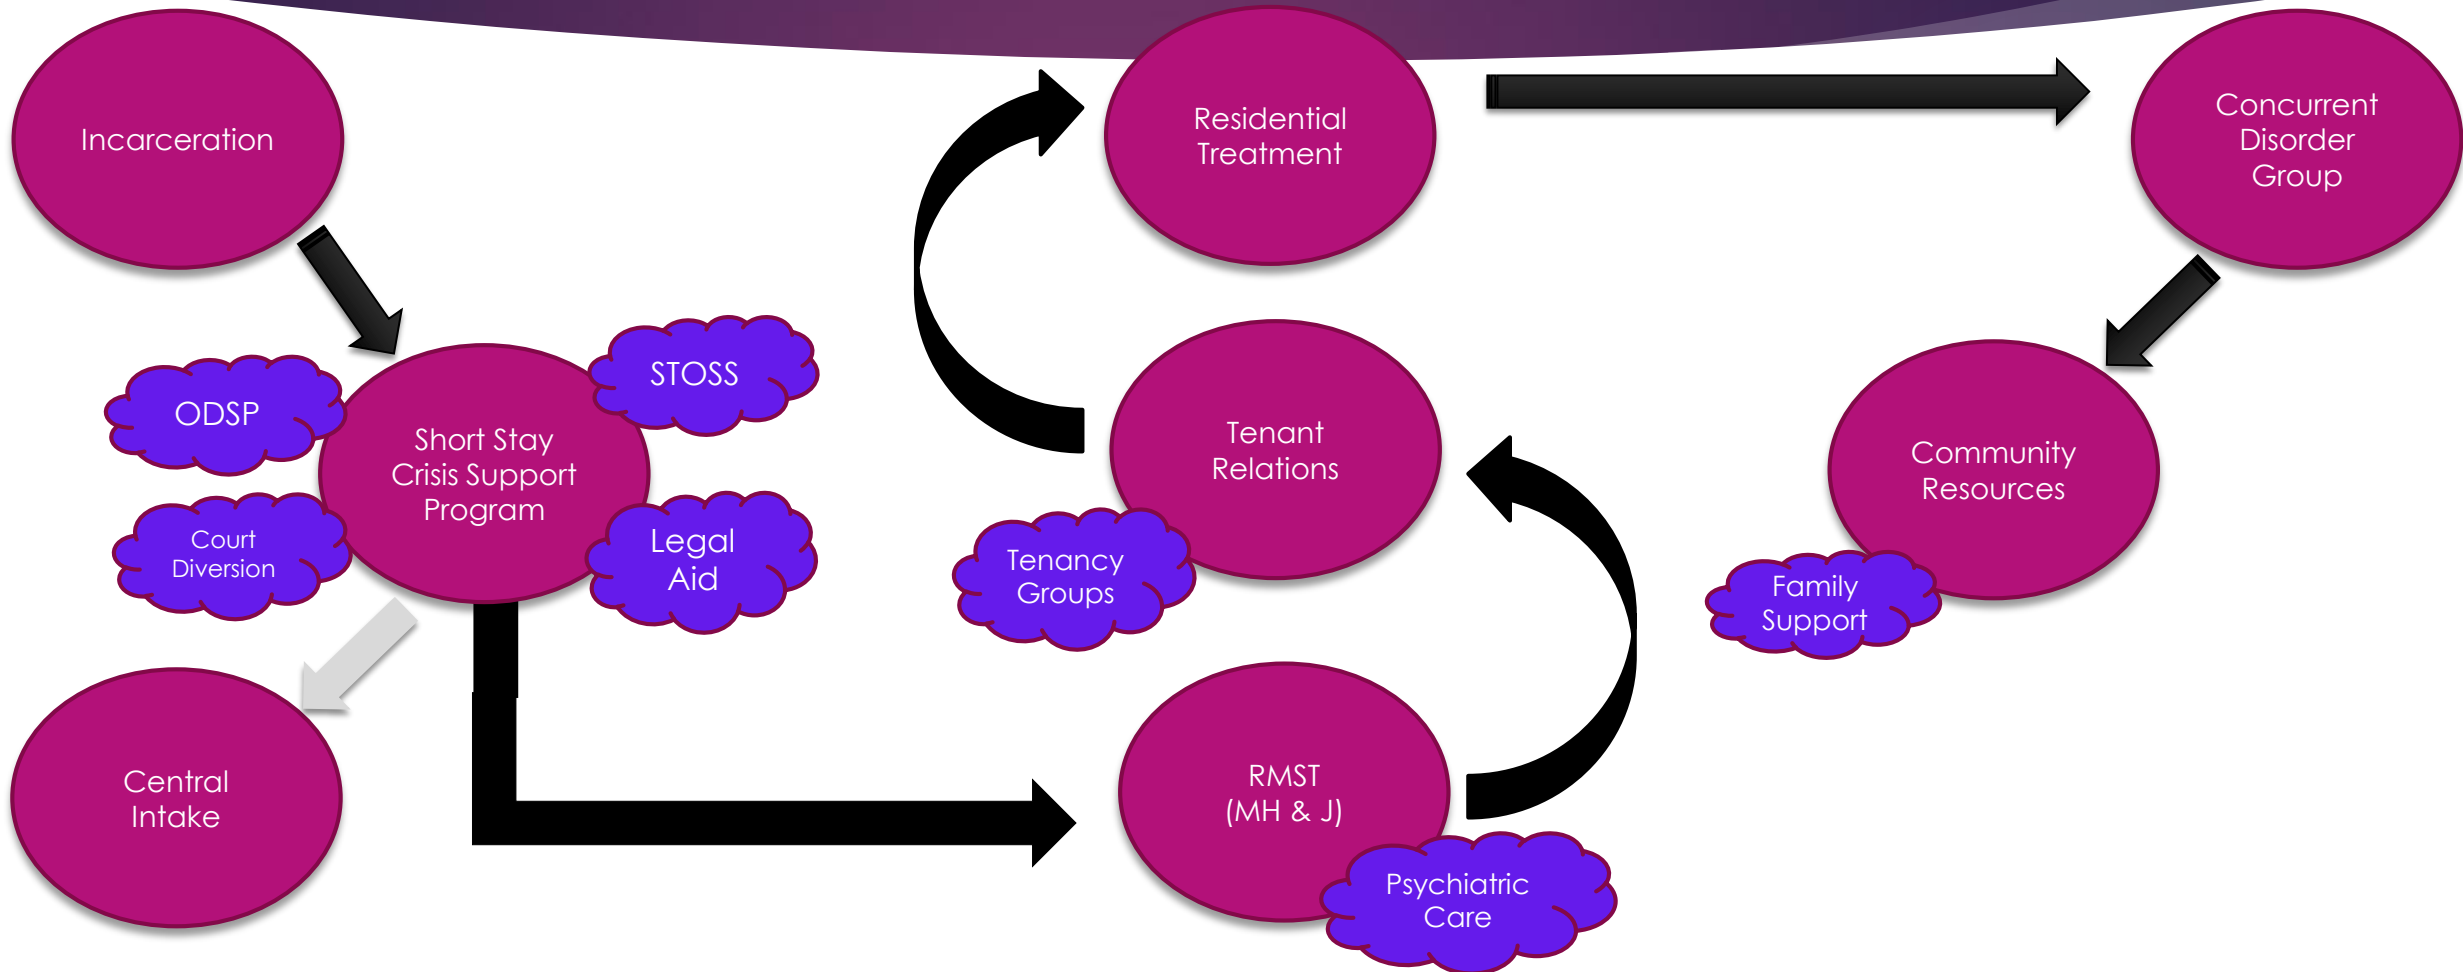 Incarceration
Residential
Treatment
Concurrent
Disorder
Group
STOSS
ODSP
Short Stay
Crisis Support
Program
Court
Diversion
Legal
Aid
Tenant
Relations
Tenancy
Groups
Community
Resources
Family
Support
Central
Intake
RMST
(MH & J)
Psychiatric
Care